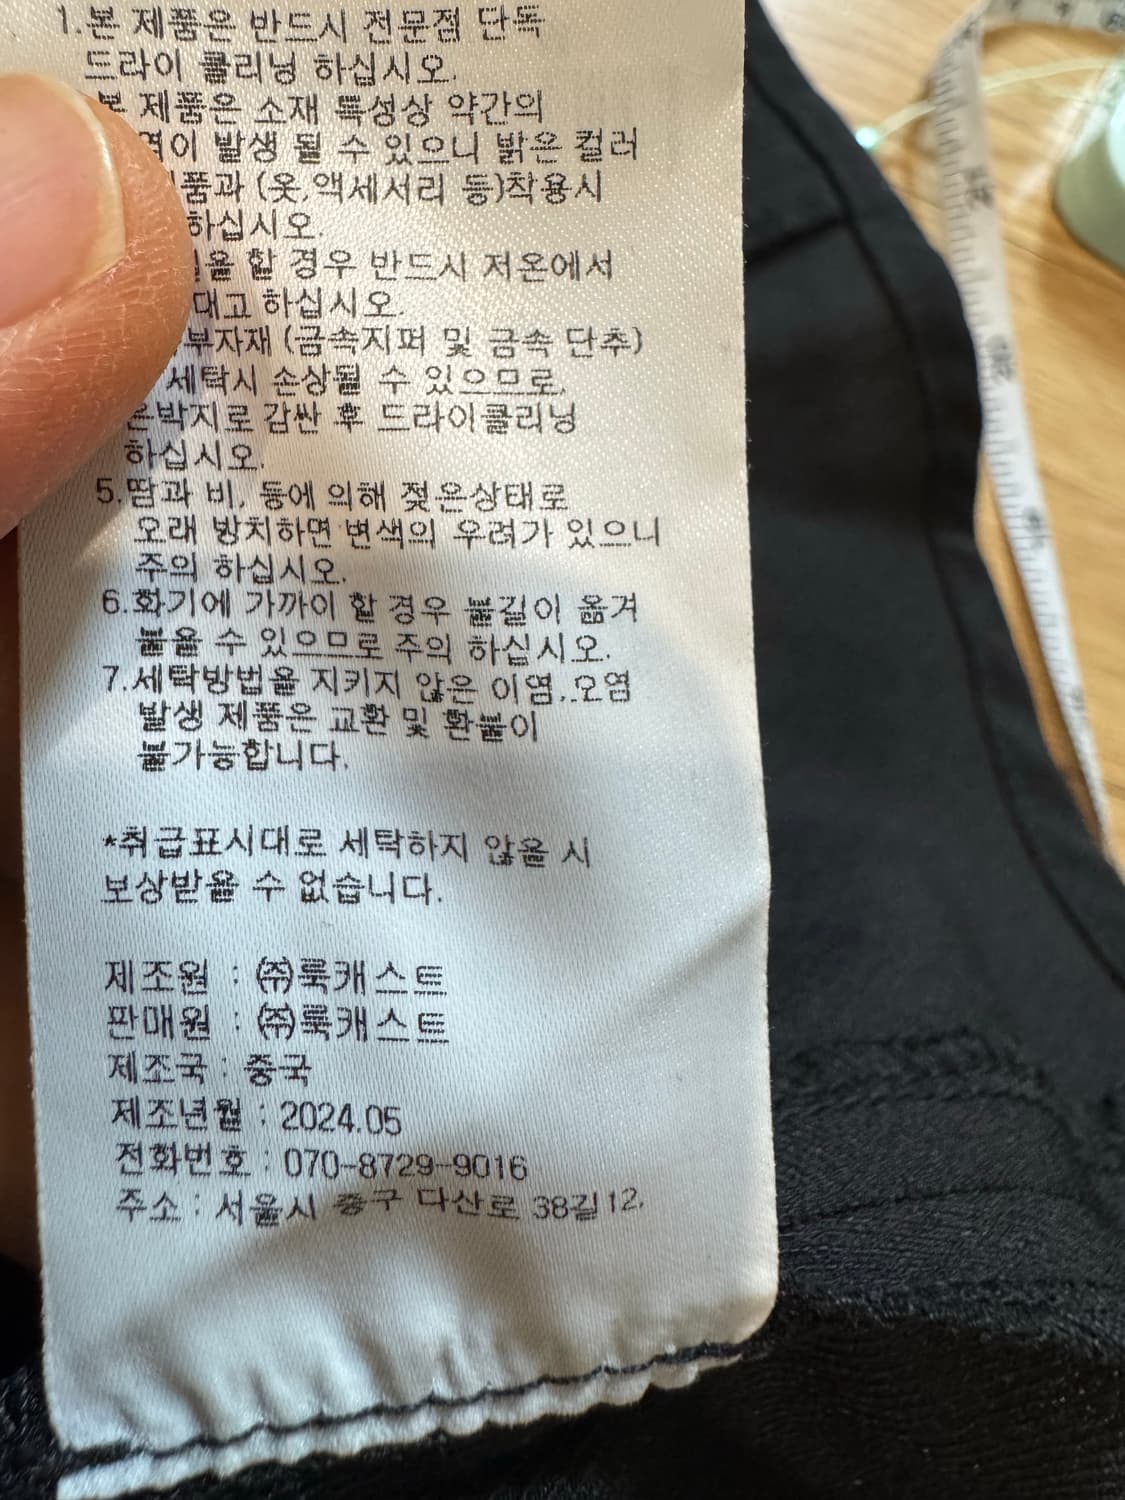 1.본 제품은 반드시 전문점 단독
드라이 클리닝 하십시오.
본 제품은 소재 특성상 약간의
발생 될 수 있으니 밝은 컬러
(옷,액세서리 등)착용시
하십시오.
할 경우 반드시 저온에서
대고 하십시오.
부자재 (금속지퍼 및 금속 단추)
세탁시 손상될 수 있으므로,
은박지로 감싼 후 드라이클리닝
하십시오.
5.땀과 비, 등에 의해 젖은상태로
오래 방치하면 변색의 우려가 있으니
주의 하십시오.
6.화기에 가까이 할 경우 불길이 옮겨
붙을 수 있으므로 주의 하십시오.
7.세탁방법을 지키지 않은 이염,오염
발생 제품은 교환 및 환불이
불가능합니다.
*취급표시대로 세탁하지 않을 시
보상받을 수 없습니다.
제조원 : ㈜룩캐스트
판매원 : ㈜룩캐스트
제조국 : 중국
제조년월 : 2024.05
전화번호 : 070-8729-9016
주소 : 서울시 중구 다산로 38길 12,